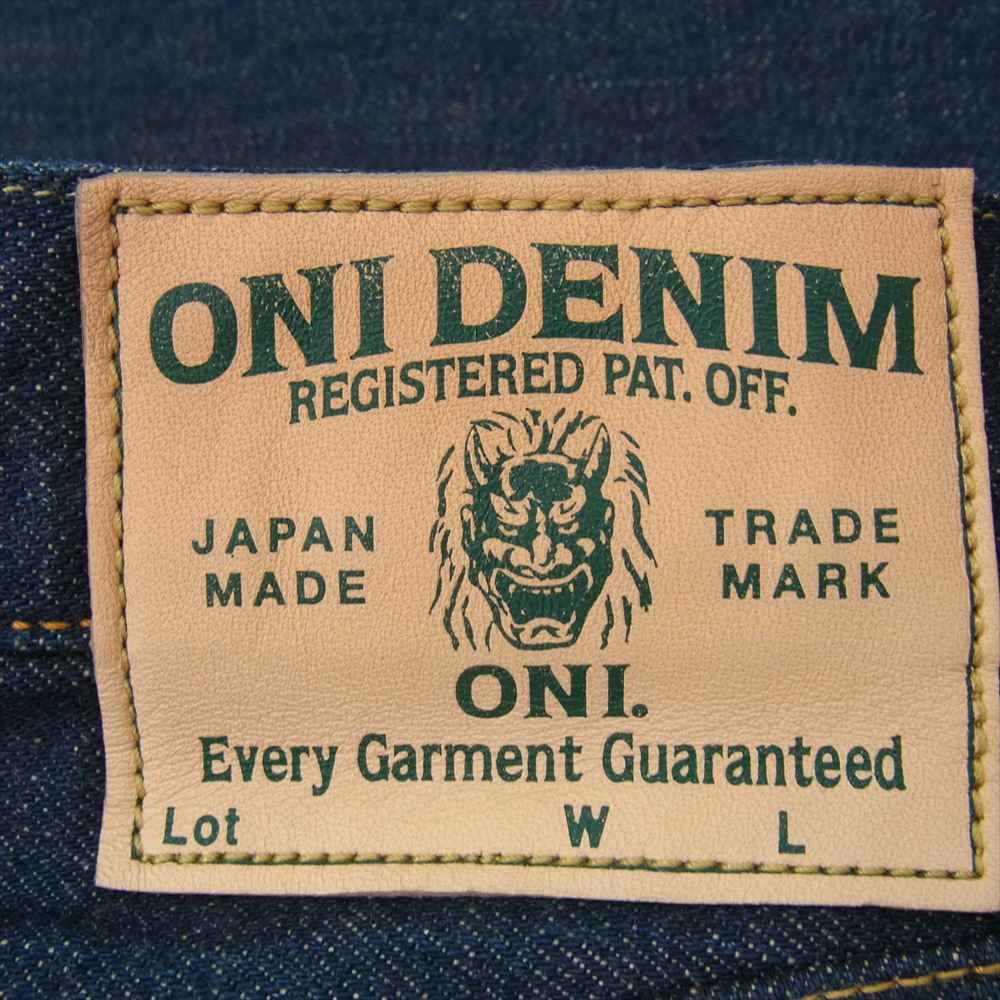 ONI DENIM
REGISTERED PAT. OFF.
JAPAN
MADE
TRADE
MARK
ONI.
Every Garment Guaranteed
Lot W L